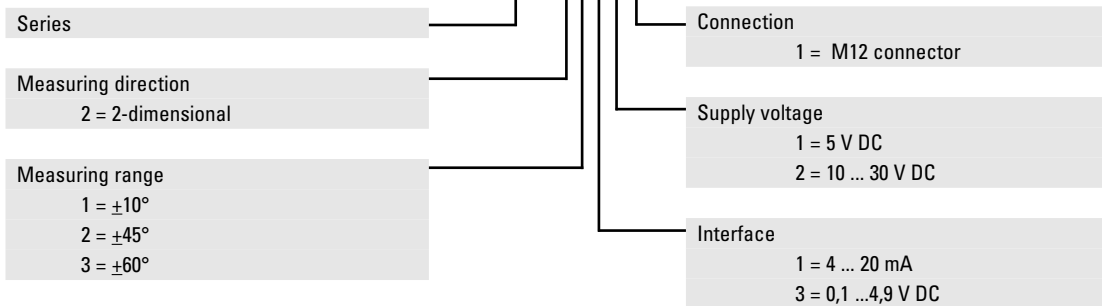 Series
Measuring direction
2 = 2-dimensional
Measuring range
1 = ±10°
2 = ±45°
3 = ±60°
Connection
1 = M12 connector
Supply voltage
1 = 5 V DC
2 = 10 ... 30 V DC
Interface
1 = 4 ... 20 mA
3 = 0,1 ...4,9 V DC